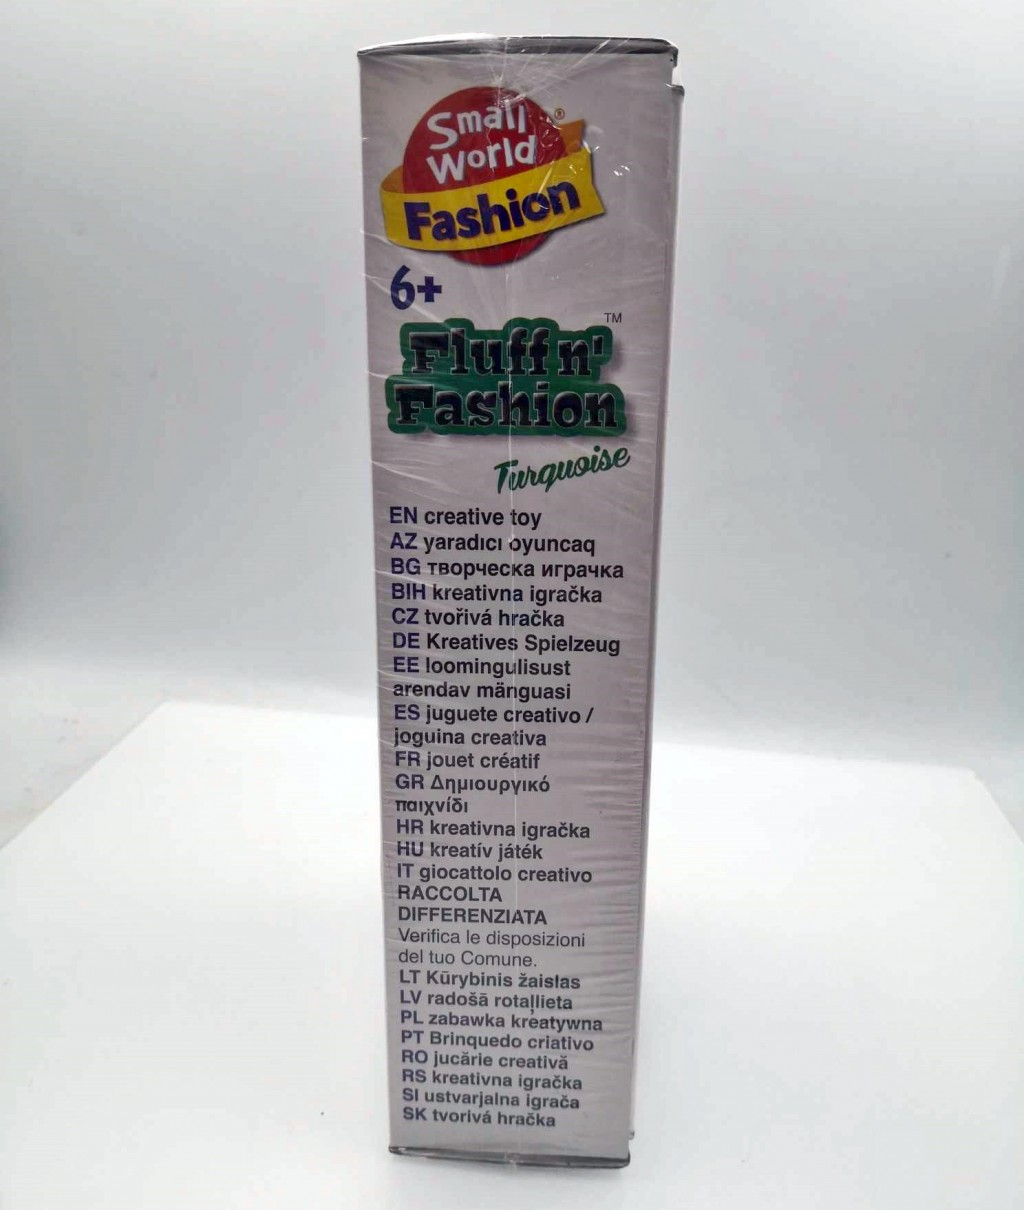 Small
World
®
Fashion
6+
Fluff n'
TM
Fashion
Turquoise
EN creative toy
AZ yaradıcı oyuncaq
BG творческа играчка
BIH kreativna igračka
CZ tvořivá hračka
DE Kreatives Spielzeug
EE loomingulisust
arendav mänguasi
ES juguete creativo /
joguina creativa
FR jouet créatif
GR Δημιουργικό
παιχνίδι
HR kreativna igračka
HU kreatív játék
IT giocattolo creativo
RACCOLTA
DIFFERENZIATA
Verifica le disposizioni
del tuo Comune.
LT Kūrybinis žaislas
LV radošā rotaļlieta
PL zabawka kreatywna
PT Brinquedo criativo
RO jucărie creativă
RS kreativna igračka
SI ustvarjalna igrača
SK tvorivá hračka